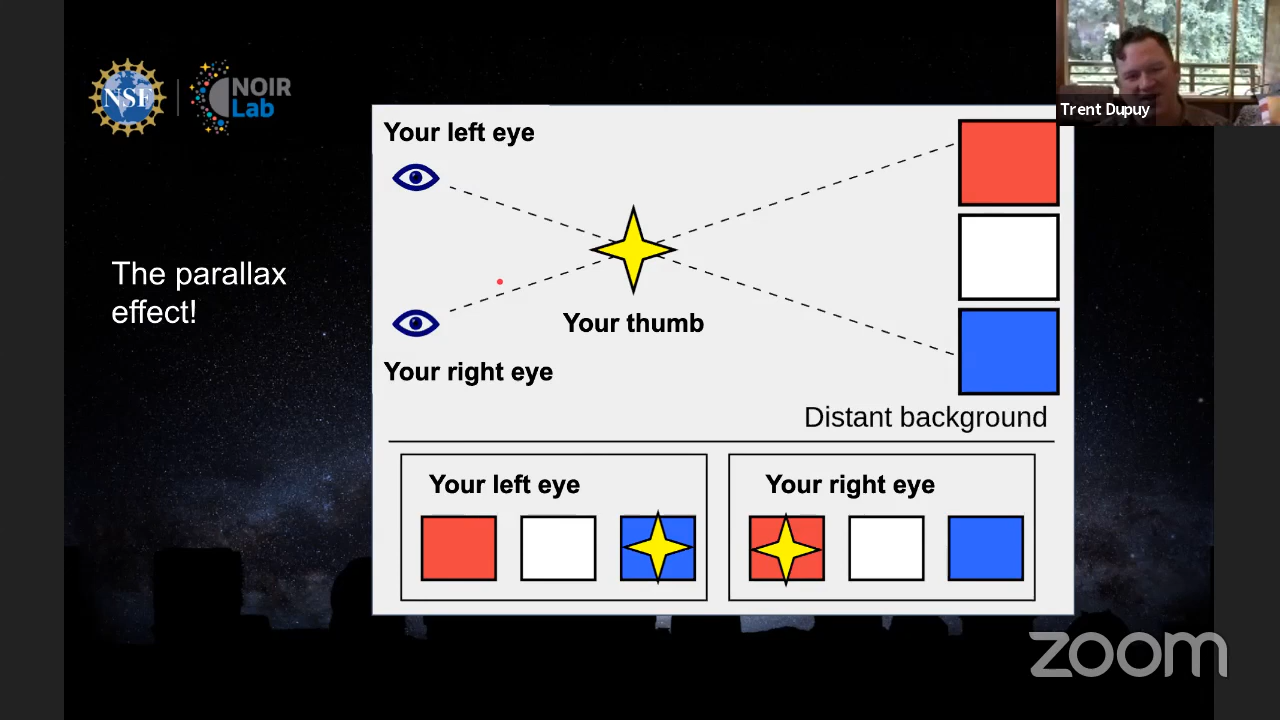 NSF
NOIR
Lab
Trent Dupuy
The parallax
effect!
Your left eye
Your thumb
Your right eye
Distant background
Your left eye
Your right eye
zoom